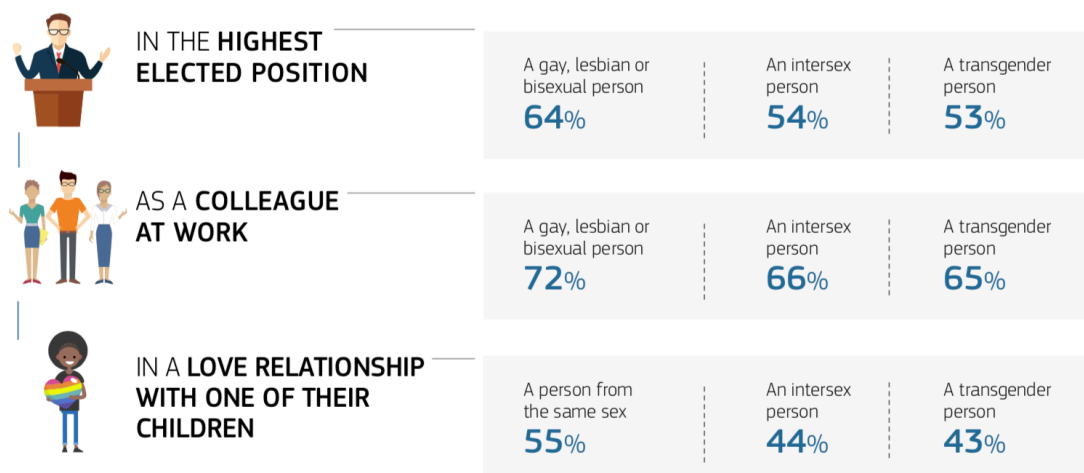 IN THE HIGHEST
ELECTED POSITION
A gay, lesbian or
bisexual person
64%
An intersex
person
54%
A transgender
person
53%
AS A COLLEAGUE
AT WORK
A gay, lesbian or
bisexual person
72%
An intersex
person
66%
A transgender
person
65%
IN A LOVE RELATIONSHIP
WITH ONE OF THEIR
CHILDREN
A person from
the same sex
55%
An intersex
person
44%
A transgender
person
43%